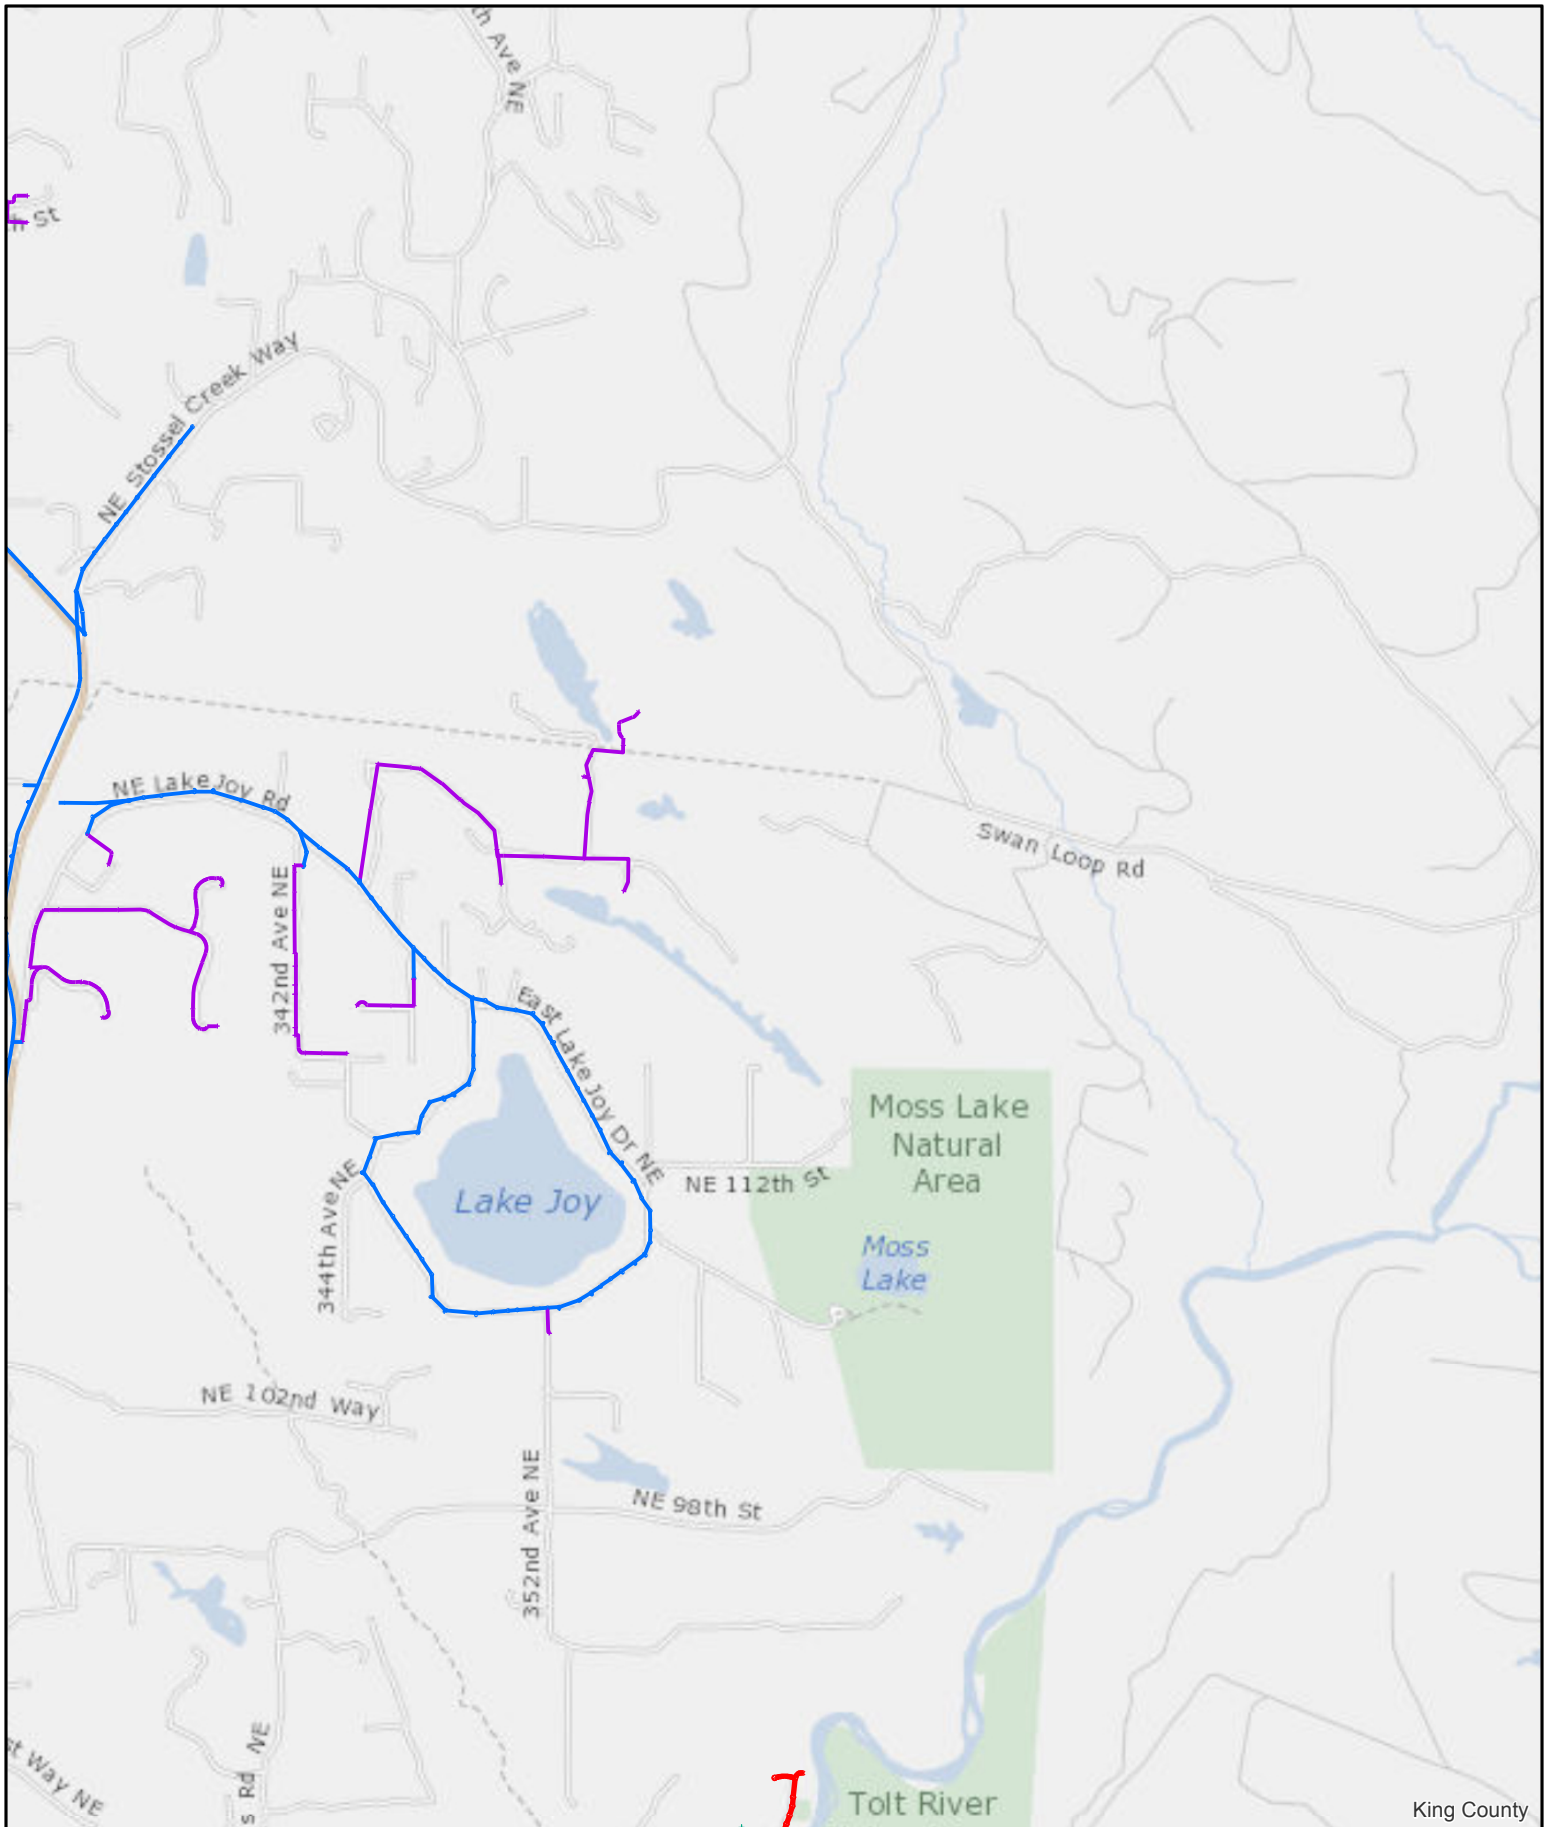 th Ave NE
h St
NE Stossel Creek Way
NE Lake Joy Rd
Swan Loop Rd
342nd Ave NE
East Lake Joy Dr NE
Moss Lake
Natural
Area
NE 112th St
344th Ave NE
Lake Joy
Moss
Lake
NE 102nd Way
352nd Ave NE
NE 98th St
st Way NE
s Rd NE
Tolt River
King County